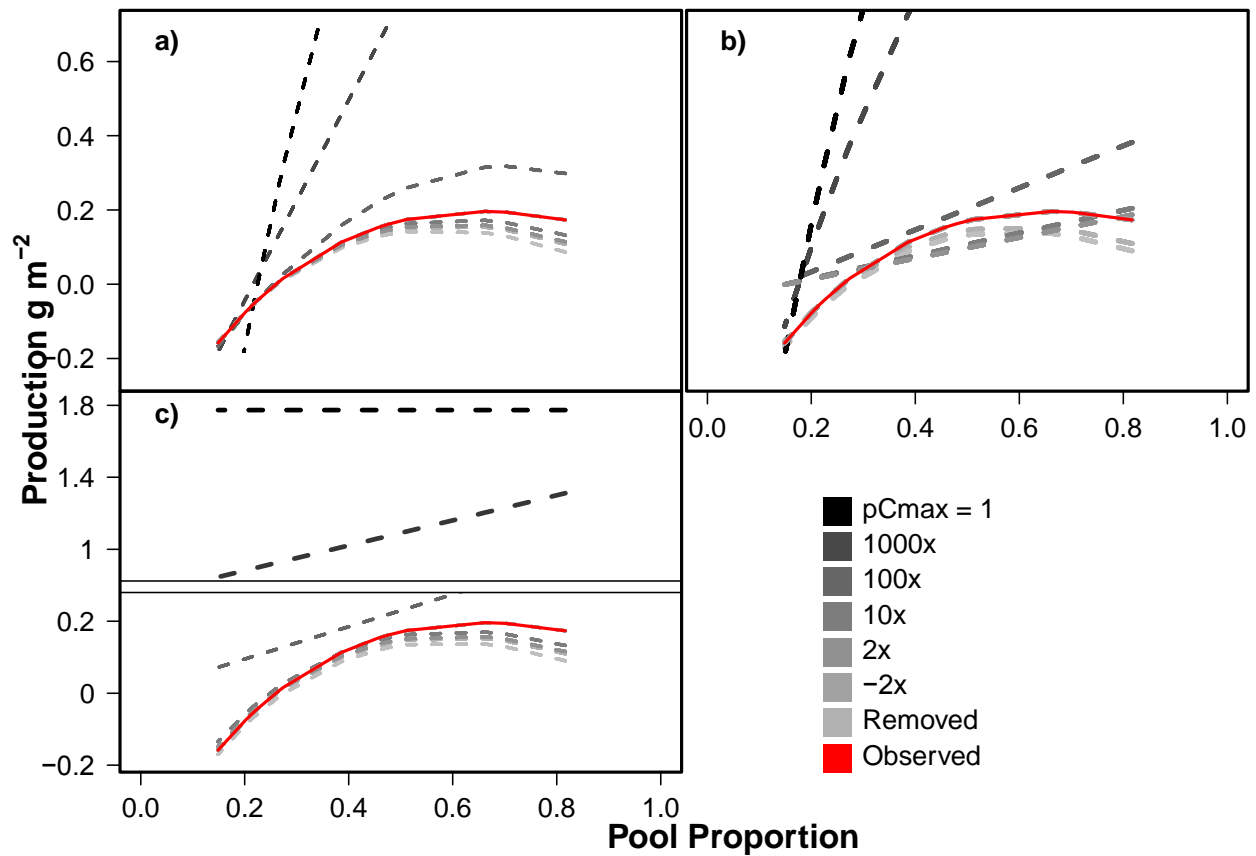 a)
b)
0.6
0.4
0.2
0.0
−0.2
Production g m⁻²
c)
1.8
1.4
1
0.2
0
−0.2
0.0 0.2 0.4 0.6 0.8 1.0
0.0 0.2 0.4 0.6 0.8 1.0
Pool Proportion
pCmax = 1
1000x
100x
10x
2x
−2x
Removed
Observed